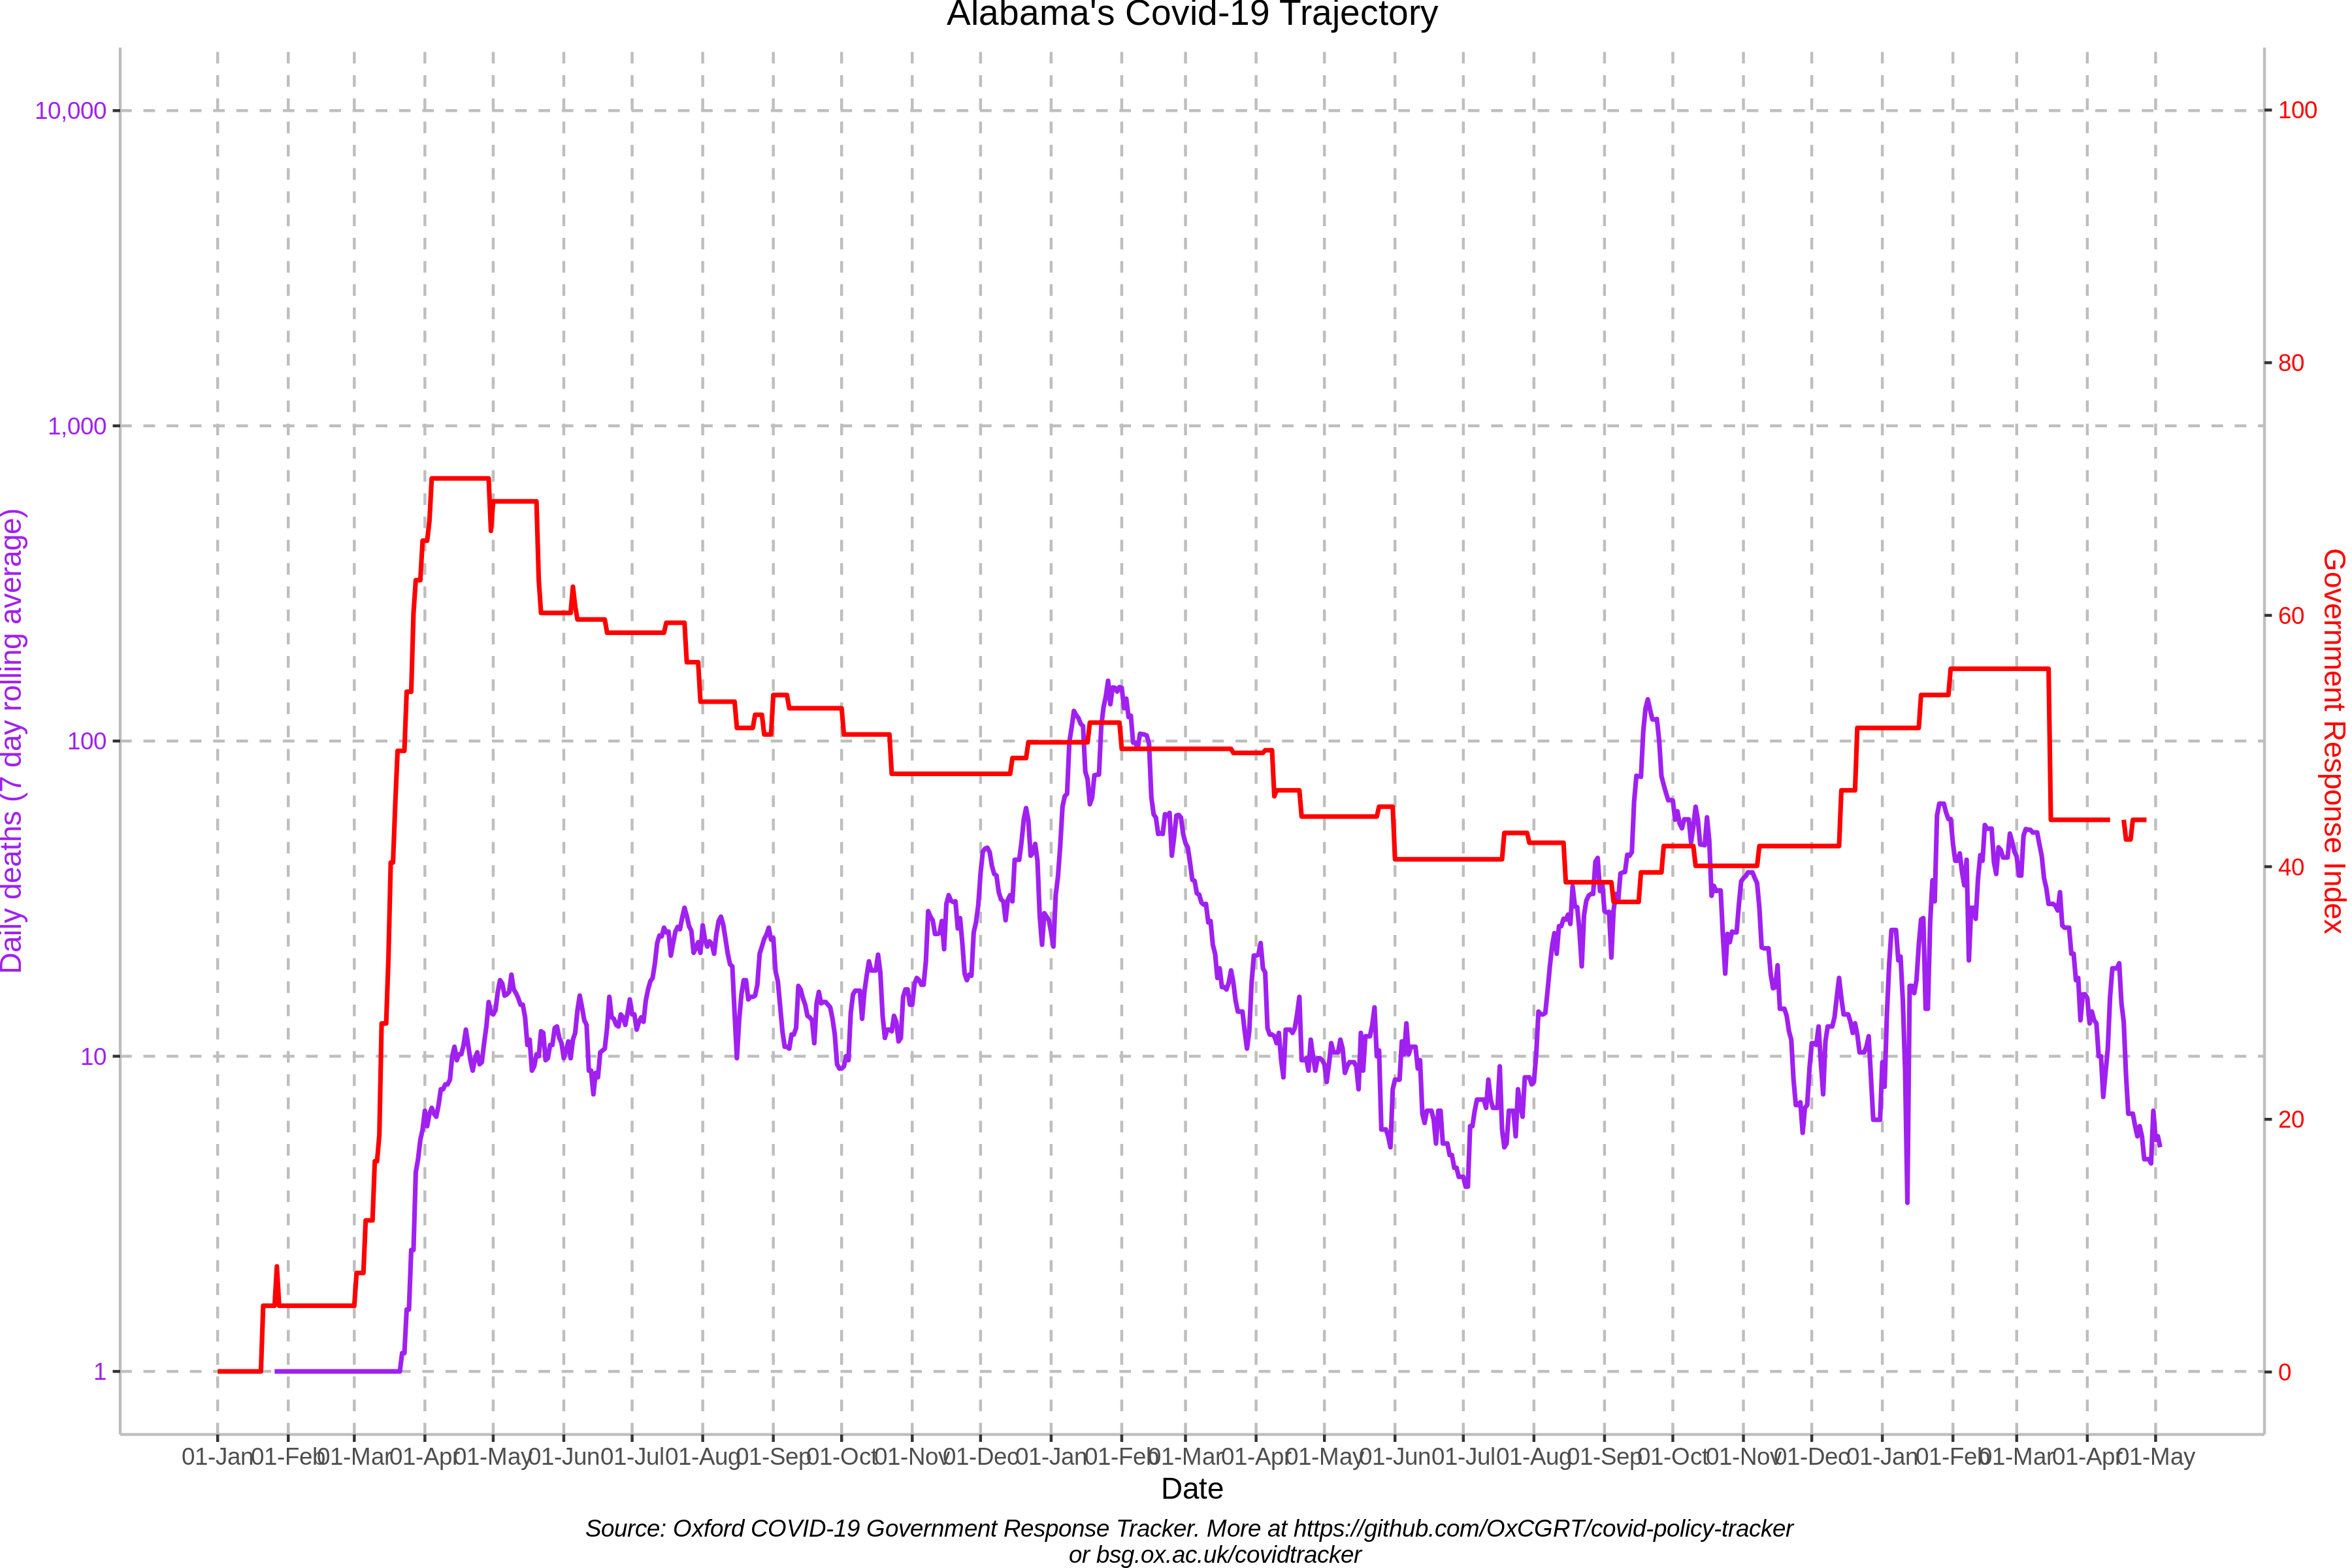 Alabama's Covid-19 Trajectory
10,000
1,000
100
10
1
Daily deaths (7 day rolling average)
100
80
60
40
20
0
Government Response Index
01-Jan 01-Feb 01-Mar 01-Apr 01-May 01-Jun 01-Jul 01-Aug 01-Sep 01-Oct 01-Nov 01-Dec 01-Jan 01-Feb 01-Mar 01-Apr 01-May 01-Jun 01-Jul 01-Aug 01-Sep 01-Oct 01-Nov 01-Dec 01-Jan 01-Feb 01-Mar 01-Apr 01-May
Date
Source: Oxford COVID-19 Government Response Tracker. More at https://github.com/OxCGRT/covid-policy-tracker
or bsg.ox.ac.uk/covidtracker